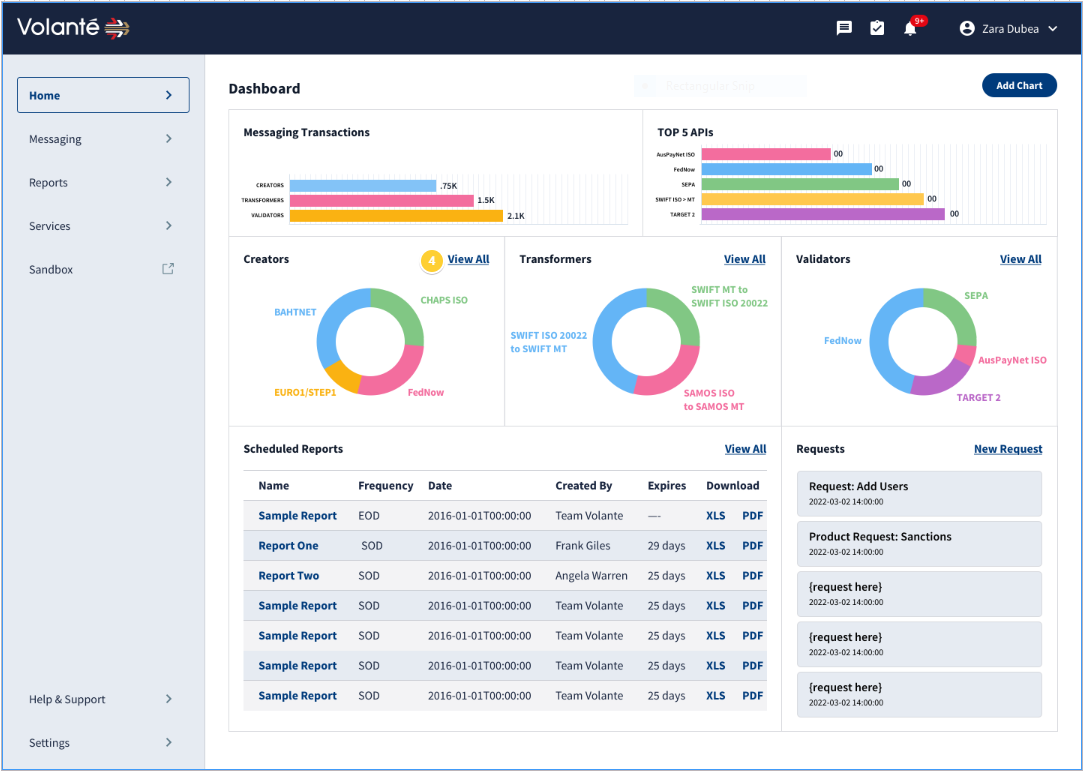 Volanté
9+
Zara Dubea
Home
Messaging
Reports
Services
Sandbox
Help & Support
Settings
Dashboard
Rectangular Snip
Add Chart
Messaging Transactions
CREATORS .75K
TRANSFORMERS 1.5K
VALIDATORS 2.1K
TOP 5 APIs
AusPayNet ISO 00
FedNow 00
SEPA 00
SWIFT ISO > MT 00
TARGET 2 00
Creators
4
View All
CHAPS ISO
BAHTNET
EURO1/STEP1
FedNow
Transformers
View All
SWIFT MT to
SWIFT ISO 20022
SWIFT ISO 20022
to SWIFT MT
SAMOS ISO
to SAMOS MT
Validators
View All
SEPA
FedNow
AusPayNet ISO
TARGET 2
Scheduled Reports
View All
Name Frequency Date Created By Expires Download
Sample Report EOD 2016-01-01T00:00:00 Team Volante —- XLS PDF
Report One SOD 2016-01-01T00:00:00 Frank Giles 29 days XLS PDF
Report Two SOD 2016-01-01T00:00:00 Angela Warren 25 days XLS PDF
Sample Report SOD 2016-01-01T00:00:00 Team Volante 25 days XLS PDF
Sample Report SOD 2016-01-01T00:00:00 Team Volante 25 days XLS PDF
Sample Report SOD 2016-01-01T00:00:00 Team Volante 25 days XLS PDF
Sample Report SOD 2016-01-01T00:00:00 Team Volante 25 days XLS PDF
Requests
New Request
Request: Add Users
2022-03-02 14:00:00
Product Request: Sanctions
2022-03-02 14:00:00
{request here}
2022-03-02 14:00:00
{request here}
2022-03-02 14:00:00
{request here}
2022-03-02 14:00:00